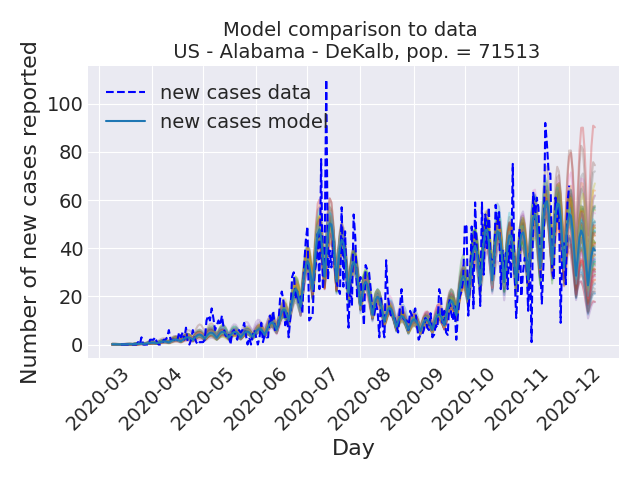 Model comparison to data
US - Alabama - DeKalb, pop. = 71513
Number of new cases reported
100
80
60
40
20
0
new cases data
new cases model
2020-03
2020-04
2020-05
2020-06
2020-07
2020-08
2020-09
2020-10
2020-11
2020-12
Day